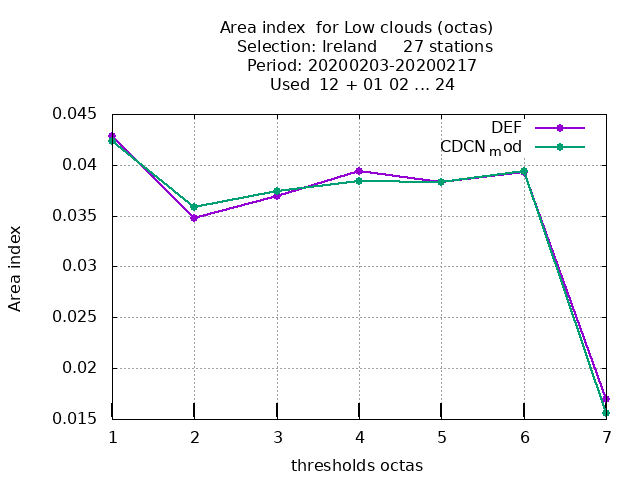 Area index  for Low clouds (octas)
Selection: Ireland     27 stations
Period: 20200203-20200217
Used  12 + 01 02 ... 24
DEF
CDCN_mod
0.045
0.04
0.035
0.03
0.025
0.02
0.015
Area index
1 2 3 4 5 6 7
thresholds octas